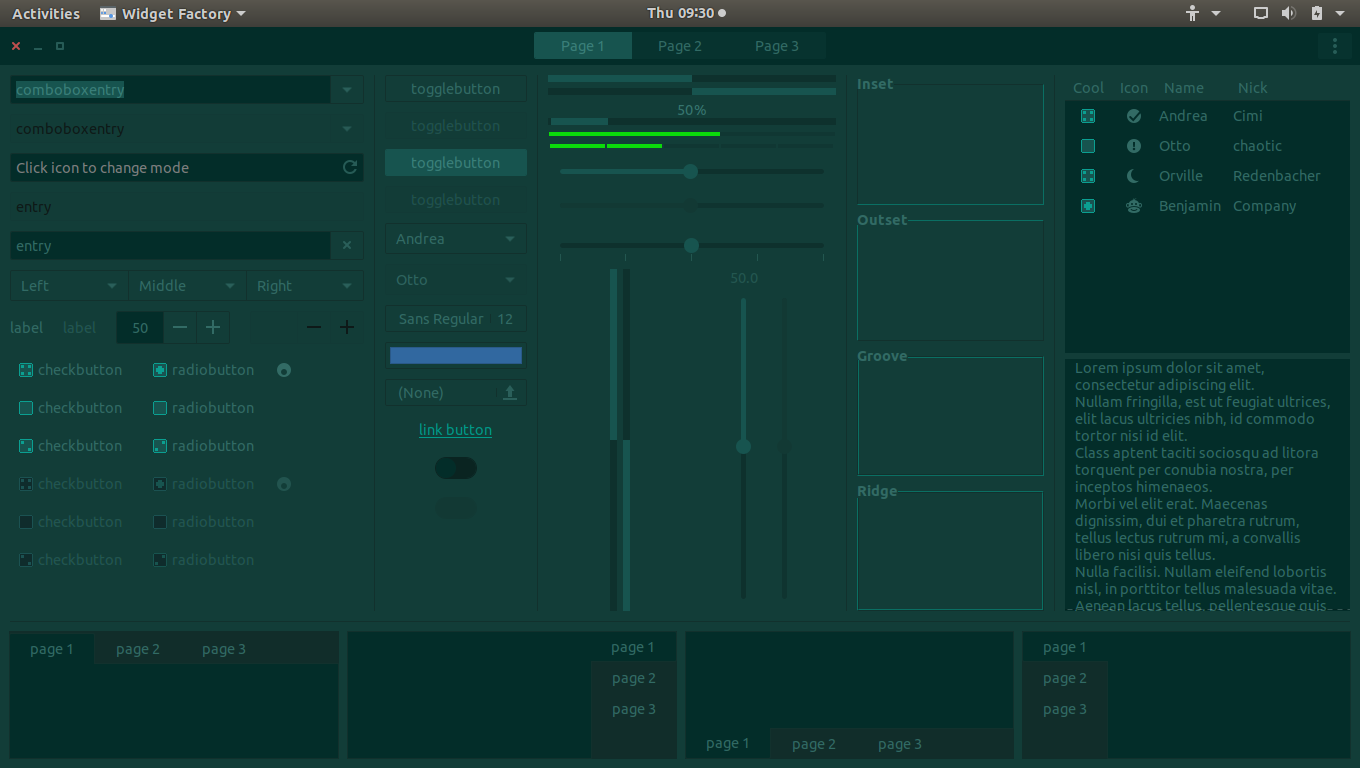 Activities Widget Factory Thu 09:30
Page 1 Page 2 Page 3
comboboxentry
comboboxentry
Click icon to change mode
entry
entry
Left Middle Right
label label 50
checkbutton radiobutton
checkbutton radiobutton
checkbutton radiobutton
checkbutton radiobutton
checkbutton radiobutton
checkbutton radiobutton
togglebutton
togglebutton
togglebutton
togglebutton
Andrea
Otto
Sans Regular 12
(None)
link button
50%
50.0
Inset
Outset
Groove
Ridge
Cool Icon Name Nick
Andrea Cimi
Otto chaotic
Orville Redenbacher
Benjamin Company
Lorem ipsum dolor sit amet,
consectetur adipiscing elit.
Nullam fringilla, est ut feugiat ultrices,
elit lacus ultricies nibh, id commodo
tortor nisi id elit.
Class aptent taciti sociosqu ad litora
torquent per conubia nostra, per
inceptos himenaeos.
Morbi vel elit erat. Maecenas
dignissim, dui et pharetra rutrum,
tellus lectus rutrum mi, a convallis
libero nisi quis tellus.
Nulla facilisi. Nullam eleifend lobortis
nisl, in porttitor tellus malesuada vitae.
Aenean lacus tellus, pellentesque quis
page 1 page 2 page 3
page 1
page 2
page 3
page 1 page 2 page 3
page 1
page 2
page 3